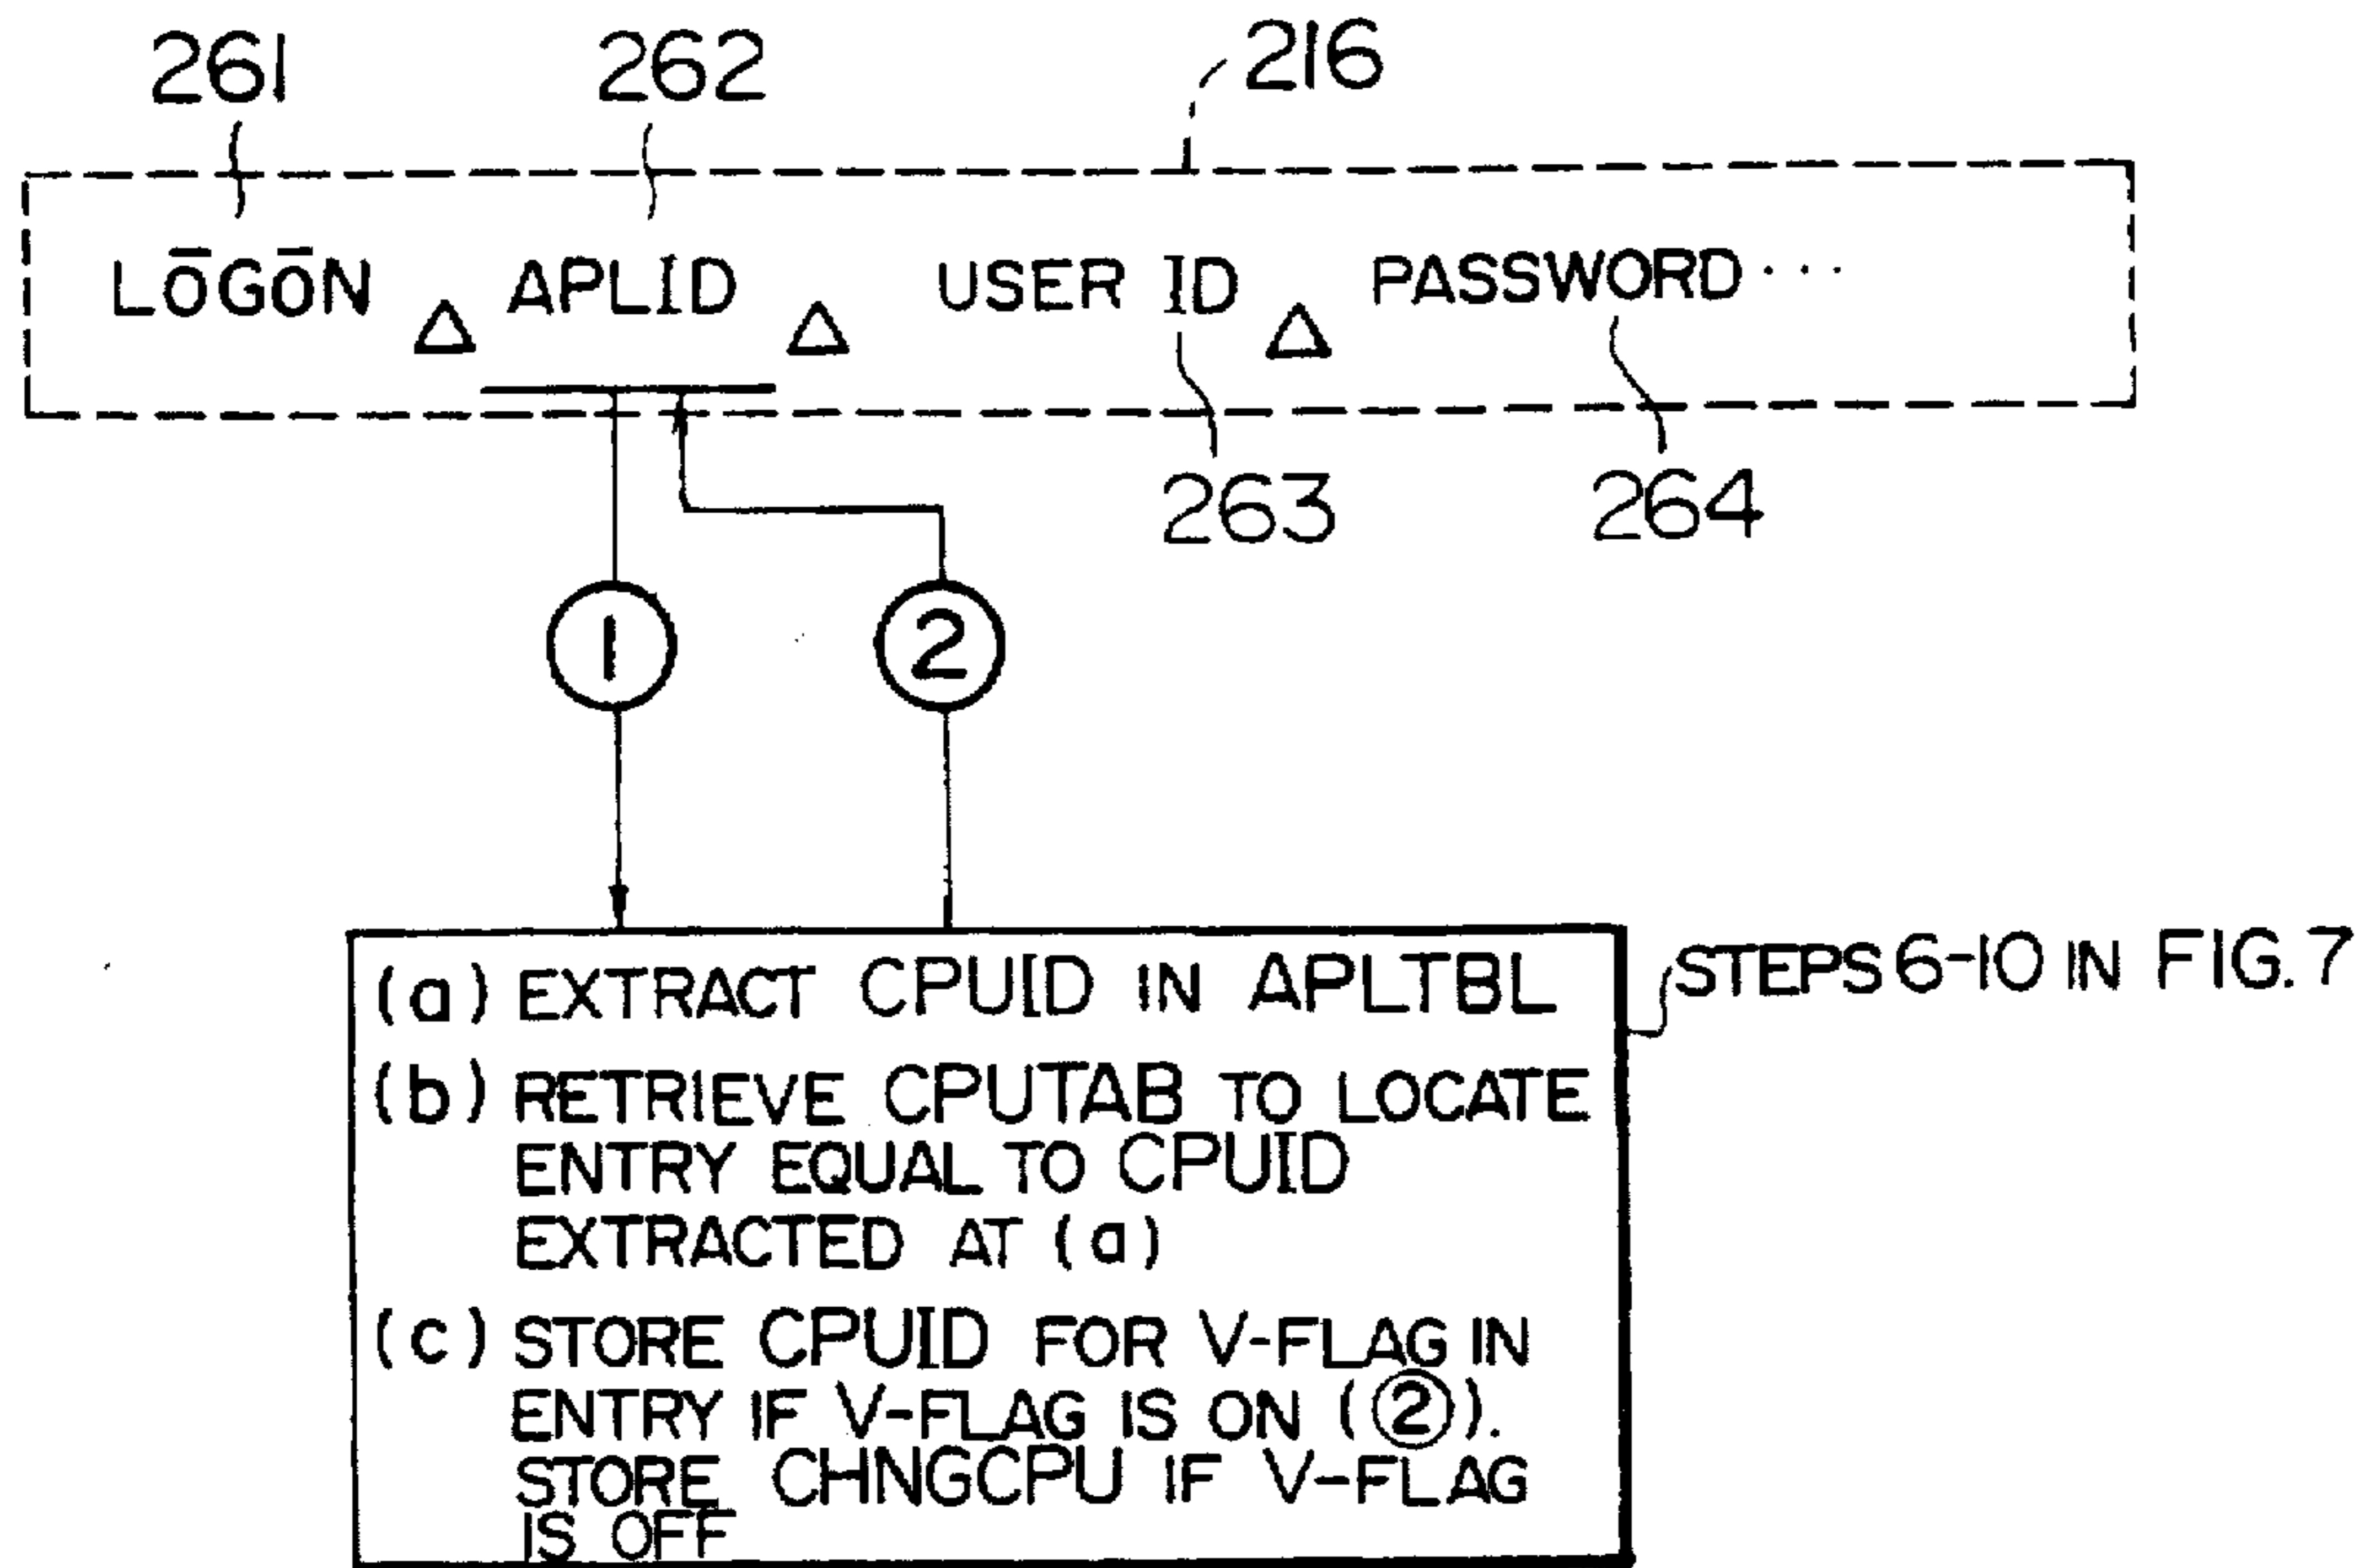 261 262 216
LŌGŌN △ APLID △ USER ID △ PASSWORD...
263 264
① ②
STEPS 6-10 IN FIG. 7
(a) EXTRACT CPUID IN APLTBL
(b) RETRIEVE CPUTAB TO LOCATE
ENTRY EQUAL TO CPUID
EXTRACTED AT (a)
(c) STORE CPUID FOR V-FLAG IN
ENTRY IF V-FLAG IS ON (②).
STORE CHNGCPU IF V-FLAG
IS OFF